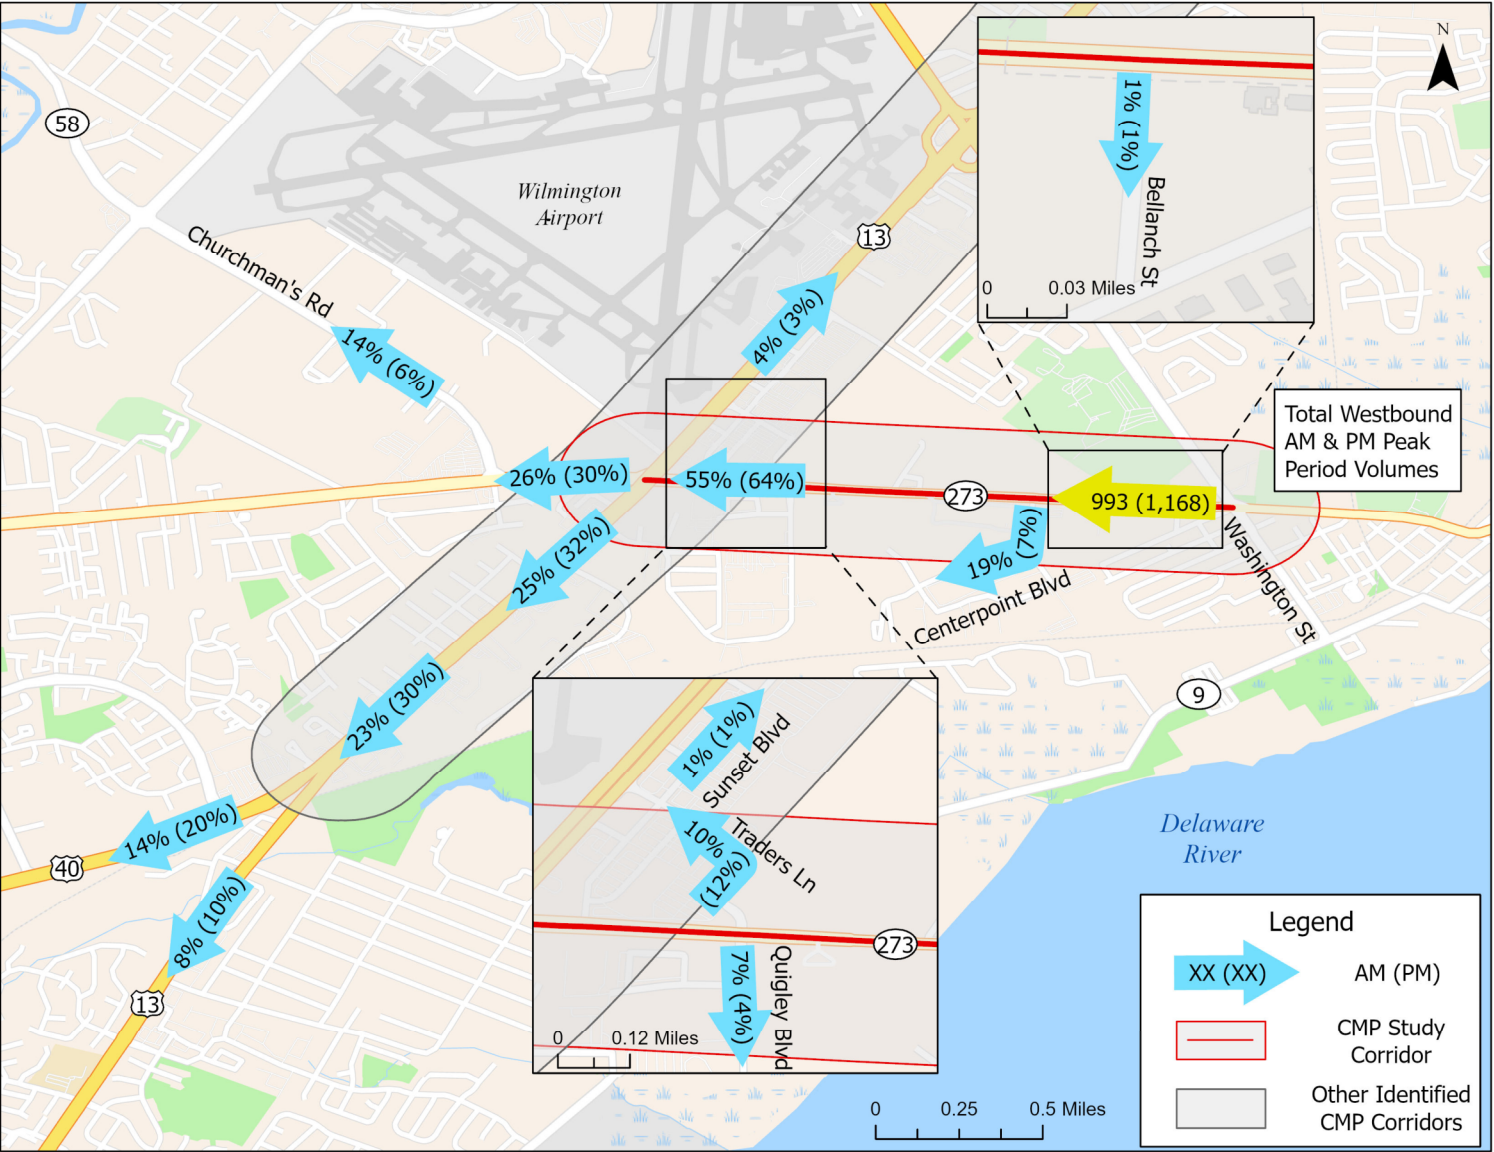 N
58
Wilmington
Airport
13
Churchman's Rd
1% (1%)
Bellanch St
0 0.03 Miles
4% (3%)
14% (6%)
Total Westbound
AM & PM Peak
Period Volumes
26% (30%)
55% (64%)
273
993 (1,168)
25% (32%)
19% (7%)
Centerpoint Blvd
Washington St
23% (30%)
9
1% (1%)
Sunset Blvd
14% (20%)
10%
(12%)
Traders Ln
40
8% (10%)
273
7% (4%)
Quigley Blvd
0 0.12 Miles
13
Delaware
River
Legend
XX (XX) AM (PM)
CMP Study
Corridor
Other Identified
CMP Corridors
0 0.25 0.5 Miles